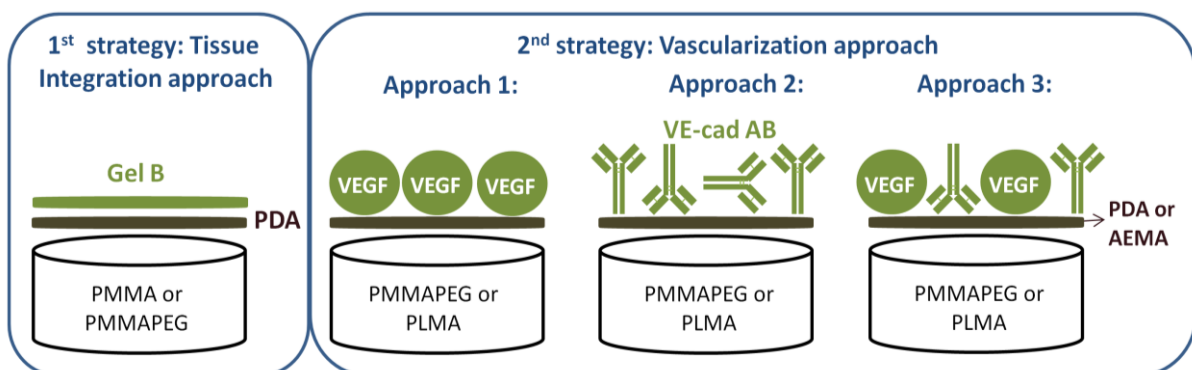 1st strategy: Tissue
Integration approach
Gel B
PDA
PMMA or
PMMAPEG
2nd strategy: Vascularization approach
Approach 1:
VEGF VEGF VEGF
PMMAPEG or
PLMA
Approach 2:
VE-cad AB
PMMAPEG or
PLMA
Approach 3:
VEGF VEGF
PDA or
AEMA
PMMAPEG or
PLMA